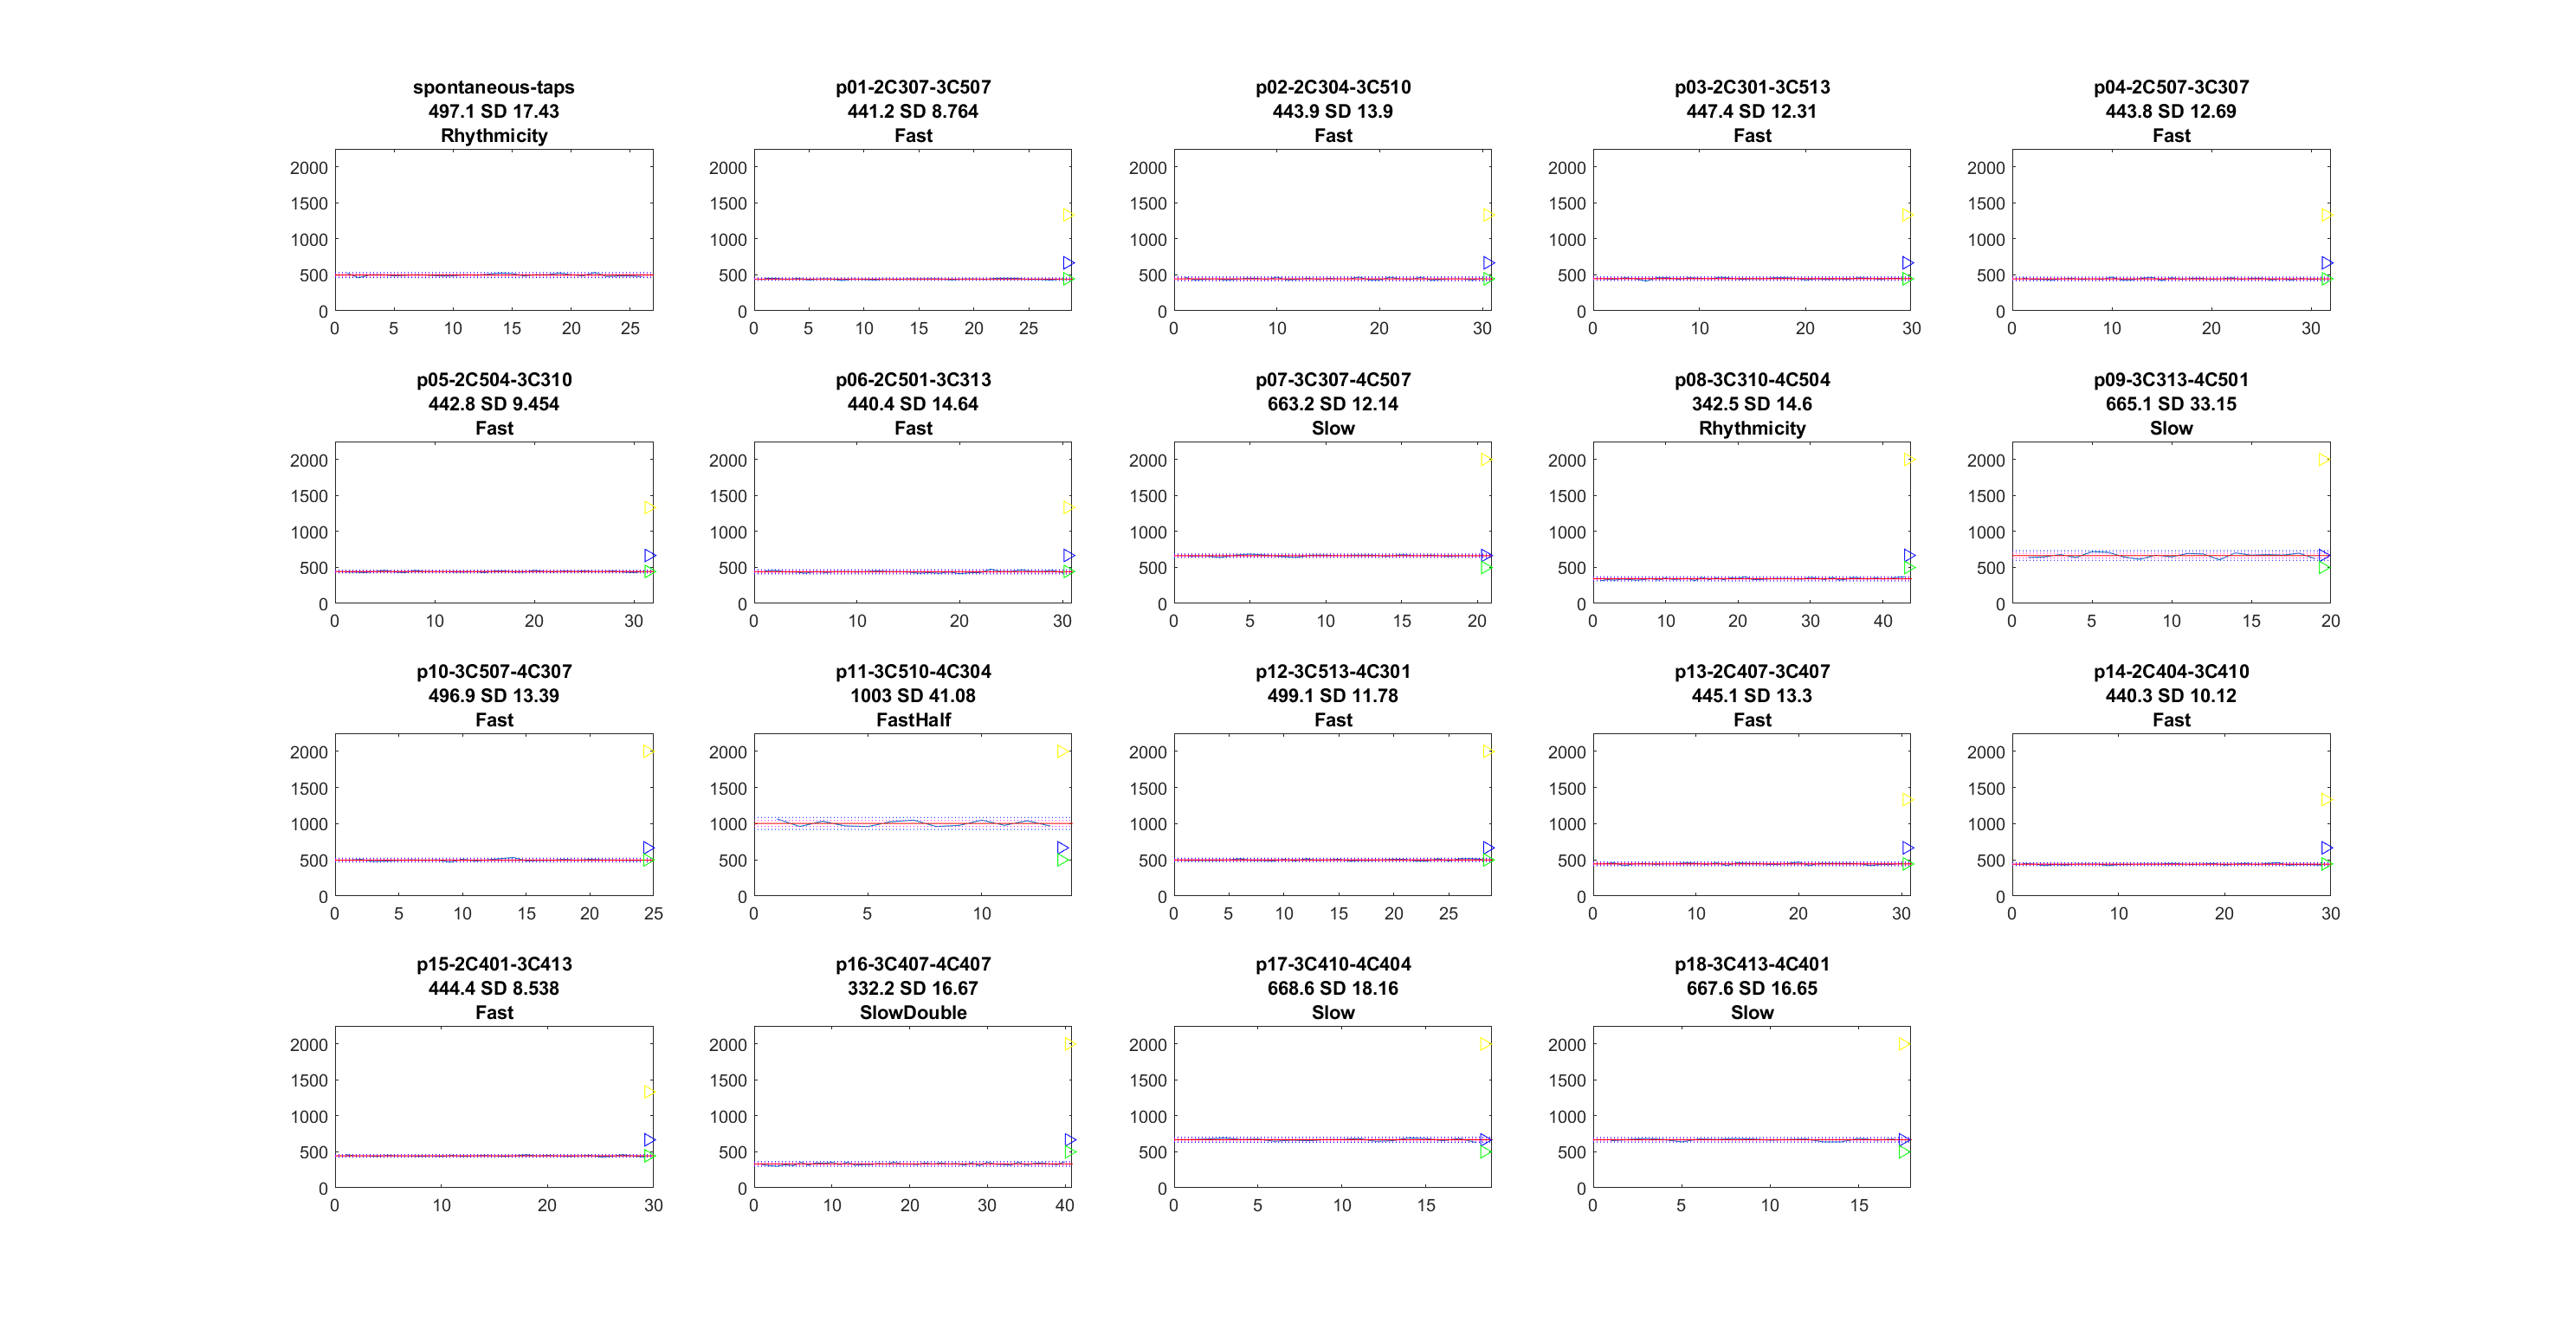 spontaneous-taps
497.1 SD 17.43
Rhythmicity
2000
1500
1000
500
0
0 5 10 15 20 25
p01-2C307-3C507
441.2 SD 8.764
Fast
2000
1500
1000
500
0
0 5 10 15 20 25
p02-2C304-3C510
443.9 SD 13.9
Fast
2000
1500
1000
500
0
0 10 20 30
p03-2C301-3C513
447.4 SD 12.31
Fast
2000
1500
1000
500
0
0 10 20 30
p04-2C507-3C307
443.8 SD 12.69
Fast
2000
1500
1000
500
0
0 10 20 30
p05-2C504-3C310
442.8 SD 9.454
Fast
2000
1500
1000
500
0
0 10 20 30
p06-2C501-3C313
440.4 SD 14.64
Fast
2000
1500
1000
500
0
0 10 20 30
p07-3C307-4C507
663.2 SD 12.14
Slow
2000
1500
1000
500
0
0 5 10 15 20
p08-3C310-4C504
342.5 SD 14.6
Rhythmicity
2000
1500
1000
500
0
0 10 20 30 40
p09-3C313-4C501
665.1 SD 33.15
Slow
2000
1500
1000
500
0
0 5 10 15 20
p10-3C507-4C307
496.9 SD 13.39
Fast
2000
1500
1000
500
0
0 5 10 15 20 25
p11-3C510-4C304
1003 SD 41.08
FastHalf
2000
1500
1000
500
0
0 5 10
p12-3C513-4C301
499.1 SD 11.78
Fast
2000
1500
1000
500
0
0 5 10 15 20 25
p13-2C407-3C407
445.1 SD 13.3
Fast
2000
1500
1000
500
0
0 10 20 30
p14-2C404-3C410
440.3 SD 10.12
Fast
2000
1500
1000
500
0
0 10 20 30
p15-2C401-3C413
444.4 SD 8.538
Fast
2000
1500
1000
500
0
0 10 20 30
p16-3C407-4C407
332.2 SD 16.67
SlowDouble
2000
1500
1000
500
0
0 10 20 30 40
p17-3C410-4C404
668.6 SD 18.16
Slow
2000
1500
1000
500
0
0 5 10 15
p18-3C413-4C401
667.6 SD 16.65
Slow
2000
1500
1000
500
0
0 5 10 15